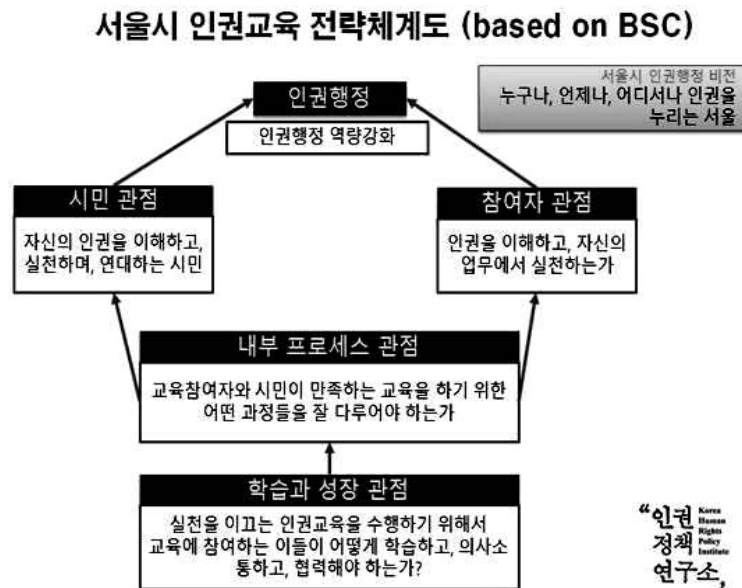 서울시 인권교육 전략체계도 (based on BSC)
서울시 인권행정 비전
누구나, 언제나, 어디서나 인권을
누리는 서울
인권행정
인권행정 역량강화
시민 관점
자신의 인권을 이해하고,
실천하며, 연대하는 시민
참여자 관점
인권을 이해하고, 자신의
업무에서 실천하는가
내부 프로세스 관점
교육참여자와 시민이 만족하는 교육을 하기 위한
어떤 과정들을 잘 다루어야 하는가
학습과 성장 관점
실천을 이끄는 인권교육을 수행하기 위해서
교육에 참여하는 이들이 어떻게 학습하고, 의사소
통하고, 협력해야 하는가?
“인권
정책
연구소,
Korea
Human
Rights
Policy
Institute